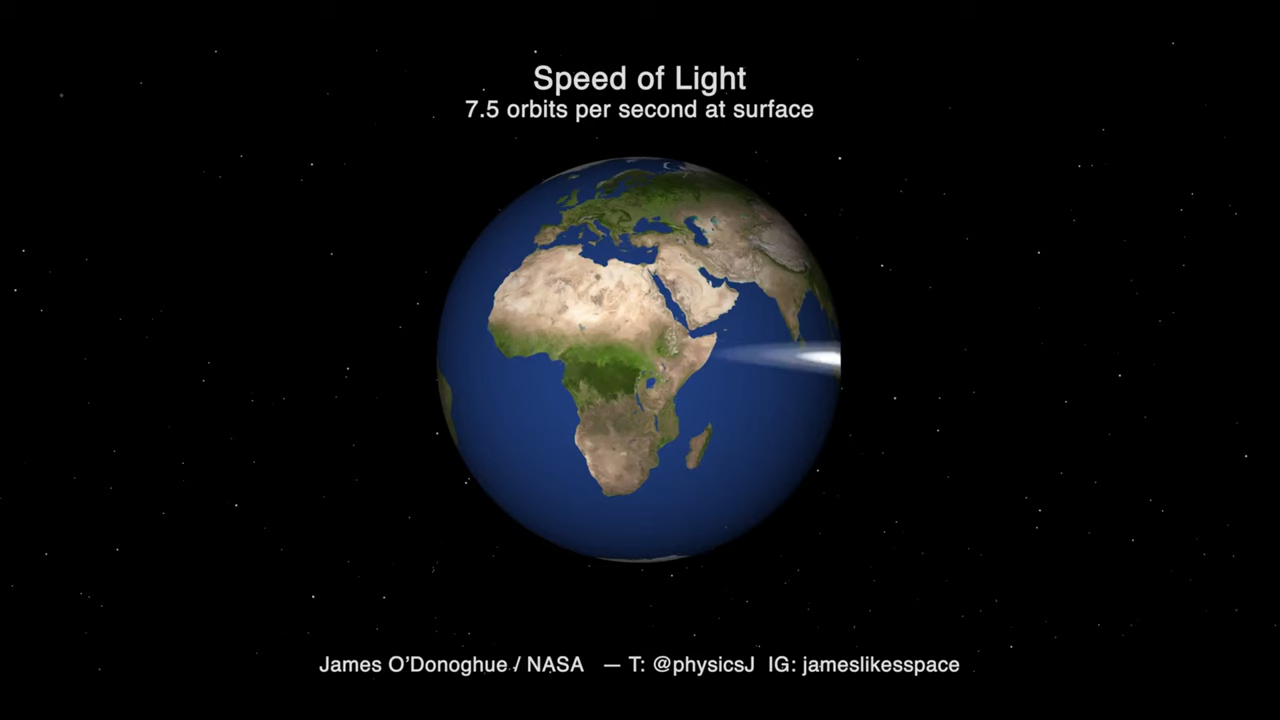 Speed of Light
7.5 orbits per second at surface
James O’Donoghue / NASA — T: @physicsJ IG: jameslikesspace